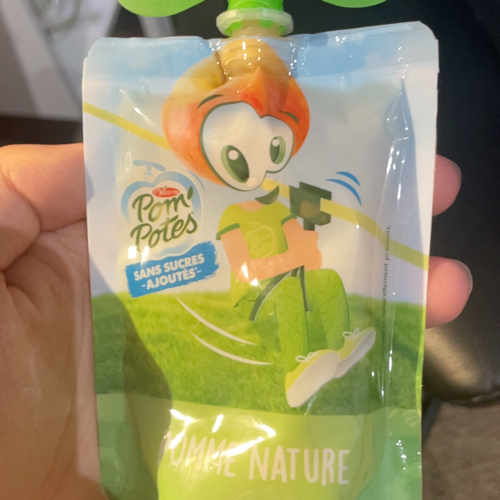 Pom'
Potes
SANS SUCRES
-AJOUTÉS-
POMME NATURE